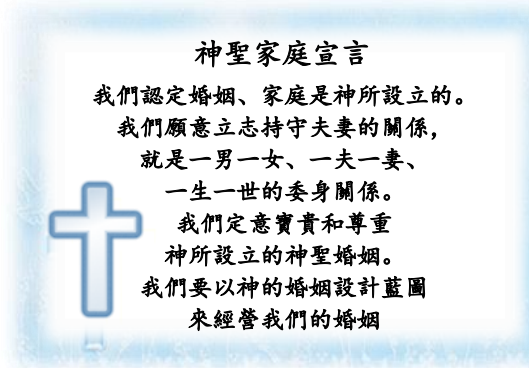 神聖家庭宣言
我們認定婚姻、家庭是神所設立的。
我們願意立志持守夫妻的關係,
就是一男一女、一夫一妻、
一生一世的委身關係。
我們定意寶貴和尊重
神所設立的神聖婚姻。
我們要以神的婚姻設計藍圖
來經營我們的婚姻